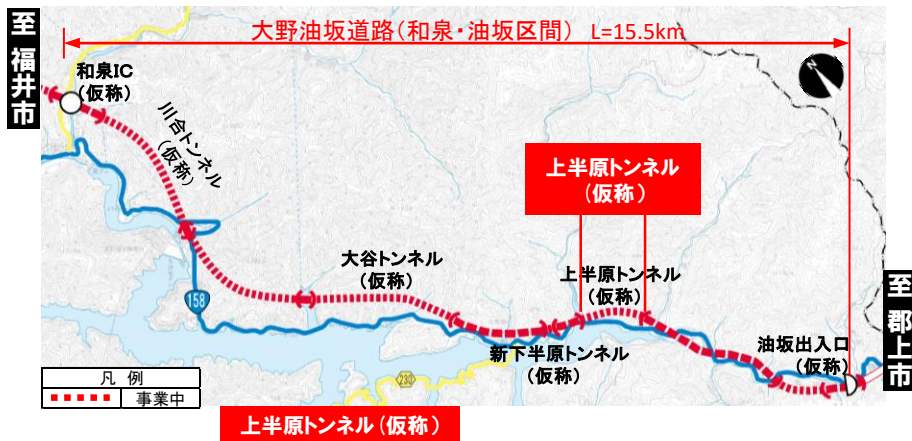 至 福井市
大野油坂道路(和泉・油坂区間) L=15.5km
和泉IC
(仮称)
川合トンネル
(仮称)
上半原トンネル
(仮称)
大谷トンネル
(仮称)
上半原トンネル
(仮称)
158
新下半原トンネル
(仮称)
油坂出入口
(仮称)
至 郡上市
230
凡 例
事業中
上半原トンネル(仮称)
N